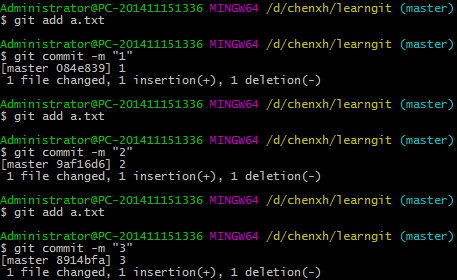 Administrator@PC-201411151336 MINGW64 /d/chenxh/learngit (master)
$ git add a.txt
Administrator@PC-201411151336 MINGW64 /d/chenxh/learngit (master)
$ git commit -m "1"
[master 084e839] 1
 1 file changed, 1 insertion(+), 1 deletion(-)
Administrator@PC-201411151336 MINGW64 /d/chenxh/learngit (master)
$ git add a.txt
Administrator@PC-201411151336 MINGW64 /d/chenxh/learngit (master)
$ git commit -m "2"
[master 9af16d6] 2
 1 file changed, 1 insertion(+), 1 deletion(-)
Administrator@PC-201411151336 MINGW64 /d/chenxh/learngit (master)
$ git add a.txt
Administrator@PC-201411151336 MINGW64 /d/chenxh/learngit (master)
$ git commit -m "3"
[master 8914bfa] 3
 1 file changed, 1 insertion(+), 1 deletion(-)